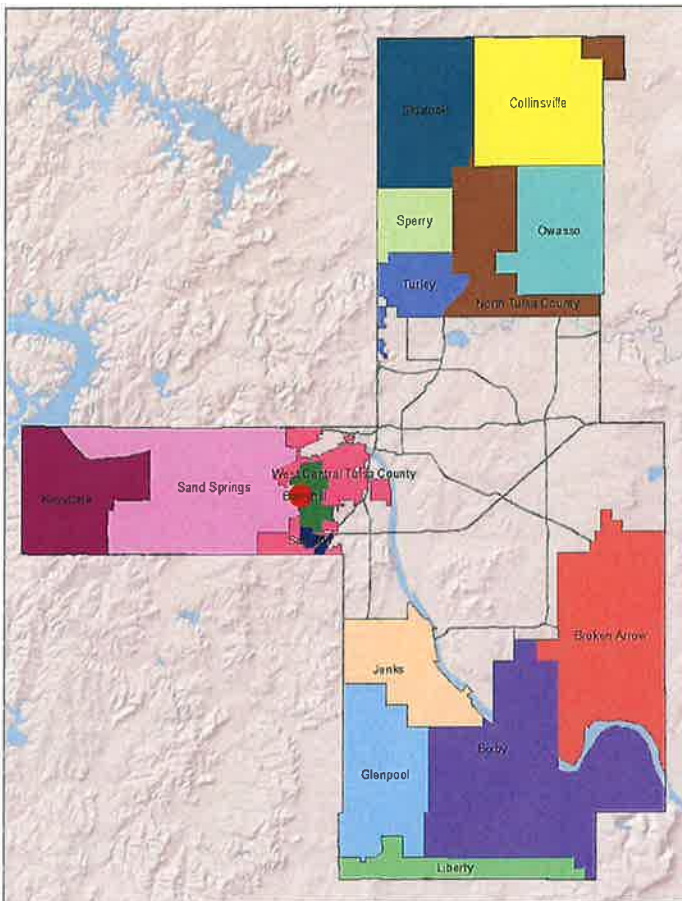 Skiatook
Collinsville
Sperry
Owasso
Turley
North Tulsa County
West Central Tulsa County
Sand Springs
Broken Arrow
Jenks
Bixby
Glenpool
Liberty